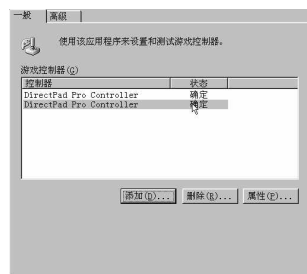 一般 高级
使用该应用程序来设置和测试游戏控制器。
游戏控制器(G)
控制器 状态
DirectPad Pro Controller 确定
DirectPad Pro Controller 确定
添加(D)... 删除(R)... 属性(P)...